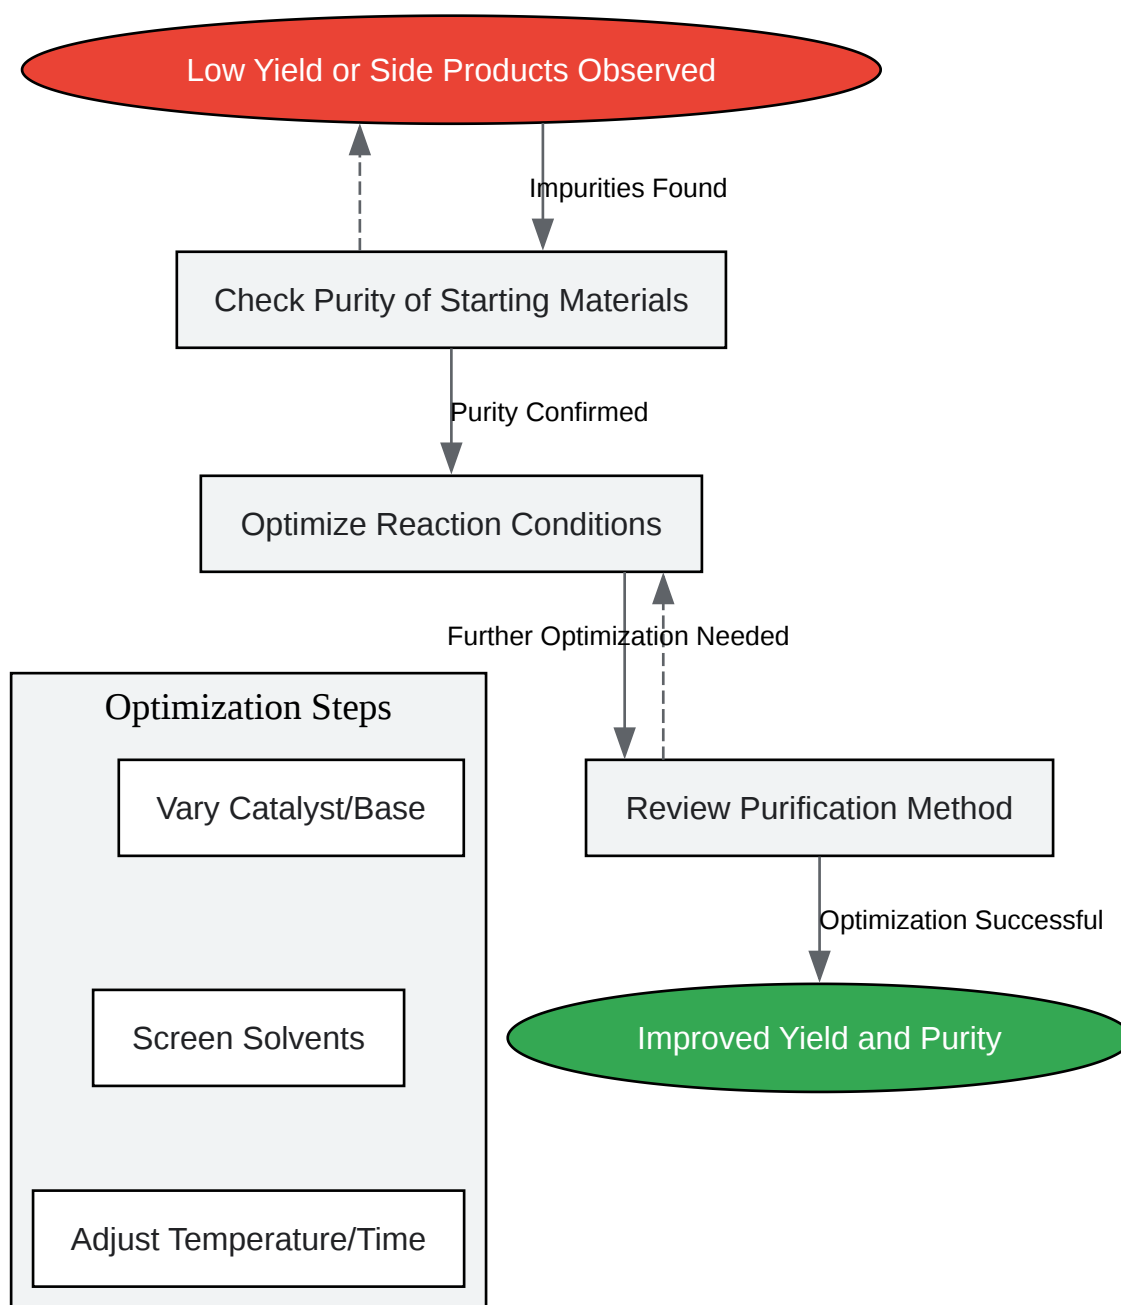 Low Yield or Side Products Observed
Impurities Found
Check Purity of Starting Materials
Purity Confirmed
Optimize Reaction Conditions
Further Optimization Needed
Optimization Steps
Vary Catalyst/Base
Review Purification Method
Optimization Successful
Screen Solvents
Improved Yield and Purity
Adjust Temperature/Time